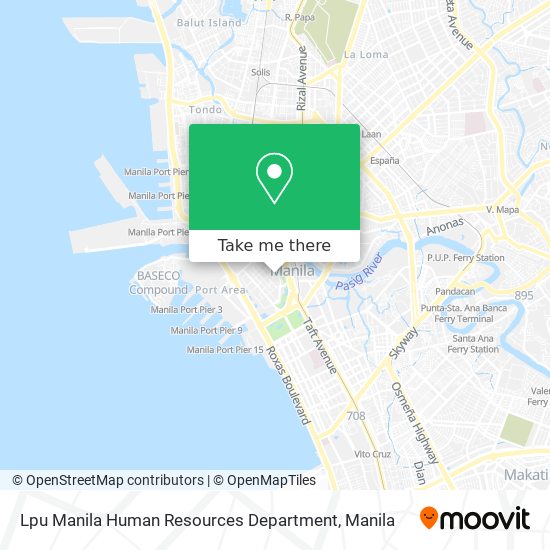 Balut Island
R. Papa
La Loma
Rizal Avenue
Solis
Tondo
Laan
España
Manila Port Pier
Manila Port Pier
Manila Port Pier
V. Mapa
Anonas
Take me there
Manila
Pasig River
P.U.P. Ferry Station
BASECO
Compound
Port Area
Pandacan
895
Manila Port Pier 3
Punta-Sta. Ana Banca
Ferry Terminal
Manila Port Pier 9
Taft Avenue
Skyway
Santa Ana
Ferry Station
Manila Port Pier 15
Roxas Boulevard
Osmeña Highway
Valen
Ferry
708
Vito Cruz
Dian
Makati
© OpenStreetMap contributors | © OpenMapTiles
Lpu Manila Human Resources Department, Manila
moovit